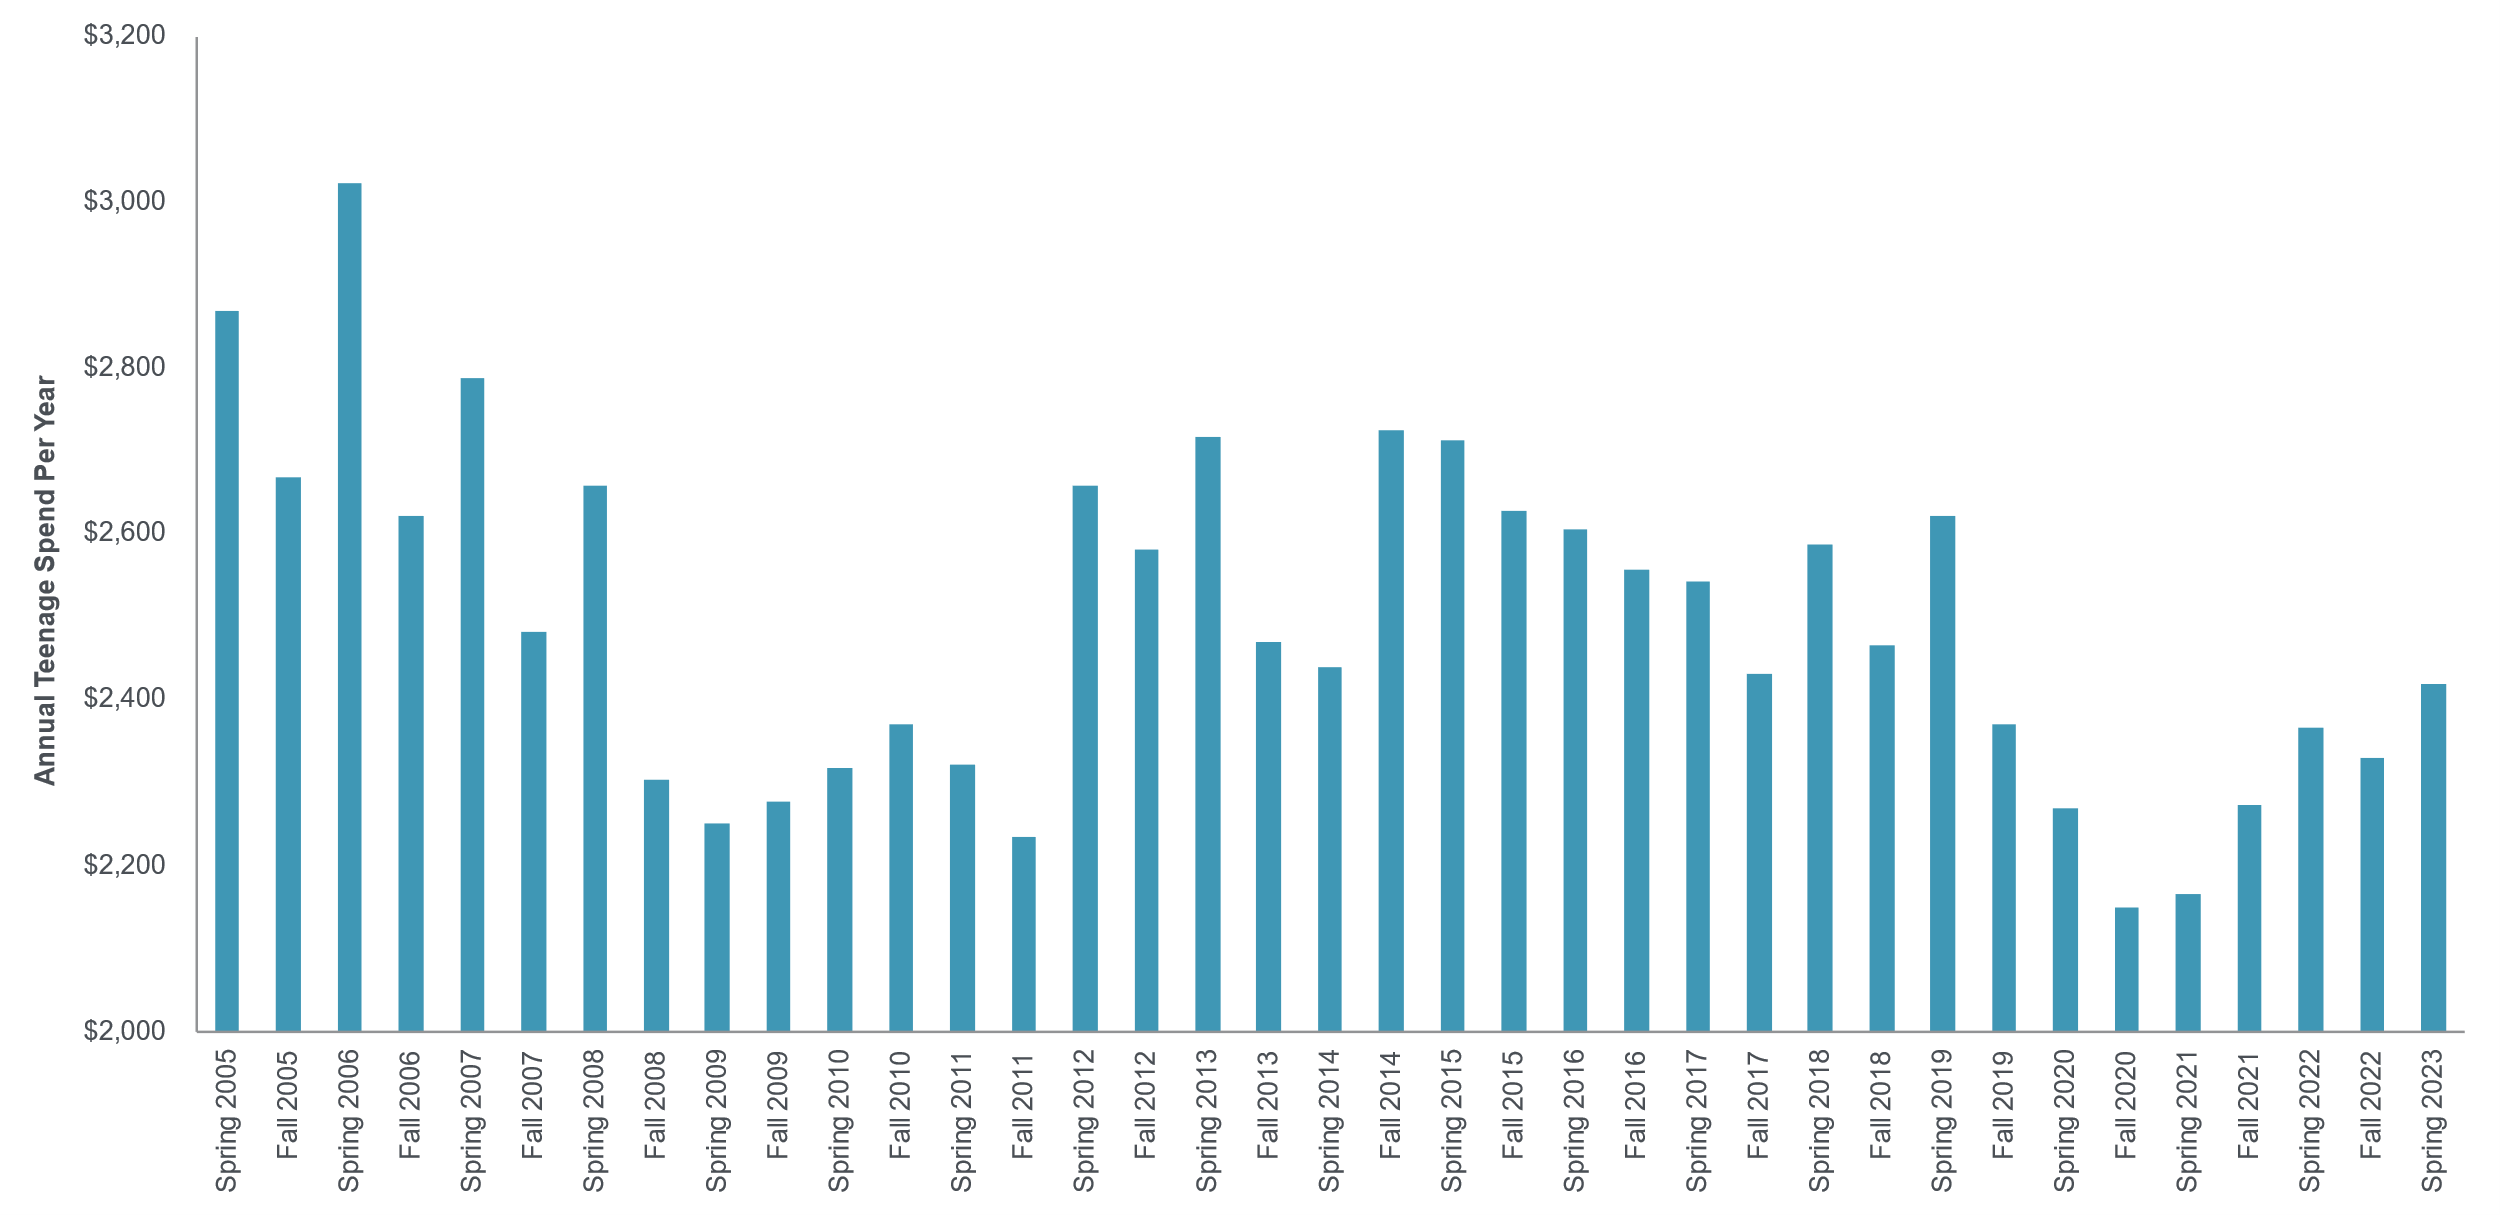 Annual Teenage Spend Per Year
$3,200
$3,000
$2,800
$2,600
$2,400
$2,200
$2,000
Spring 2005
Fall 2005
Spring 2006
Fall 2006
Spring 2007
Fall 2007
Spring 2008
Fall 2008
Spring 2009
Fall 2009
Spring 2010
Fall 2010
Spring 2011
Fall 2011
Spring 2012
Fall 2012
Spring 2013
Fall 2013
Spring 2014
Fall 2014
Spring 2015
Fall 2015
Spring 2016
Fall 2016
Spring 2017
Fall 2017
Spring 2018
Fall 2018
Spring 2019
Fall 2019
Spring 2020
Fall 2020
Spring 2021
Fall 2021
Spring 2022
Fall 2022
Spring 2023